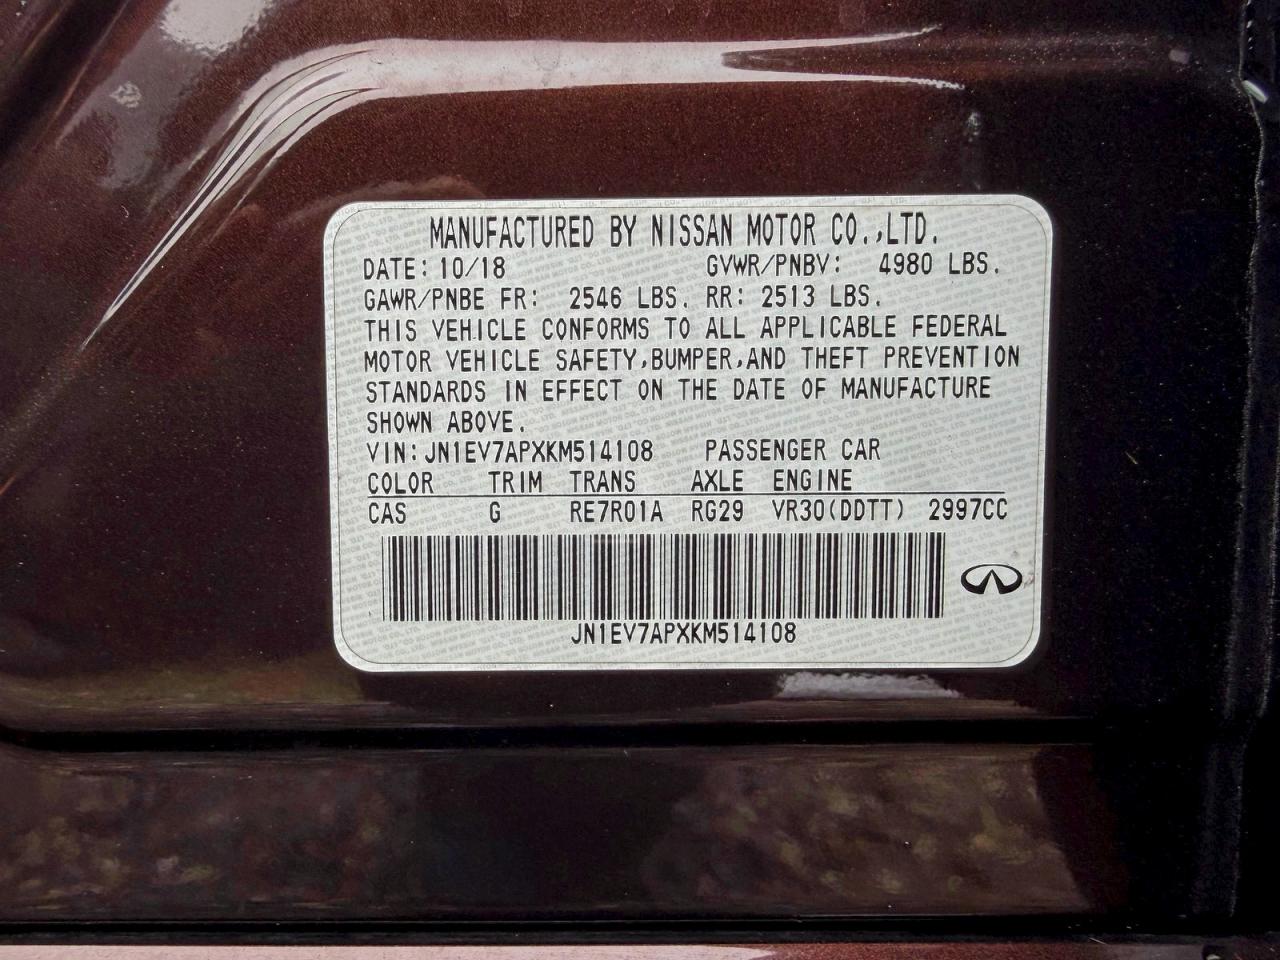 MANUFACTURED BY NISSAN MOTOR CO.,LTD.
DATE: 10/18 GVWR/PNBV: 4980 LBS.
GAWR/PNBE FR: 2546 LBS. RR: 2513 LBS.
THIS VEHICLE CONFORMS TO ALL APPLICABLE FEDERAL
MOTOR VEHICLE SAFETY,BUMPER,AND THEFT PREVENTION
STANDARDS IN EFFECT ON THE DATE OF MANUFACTURE
SHOWN ABOVE.
VIN:JN1EV7APXKM514108 PASSENGER CAR
COLOR TRIM TRANS AXLE ENGINE
CAS G RE7R01A RG29 VR30(DDTT) 2997CC
JN1EV7APXKM514108